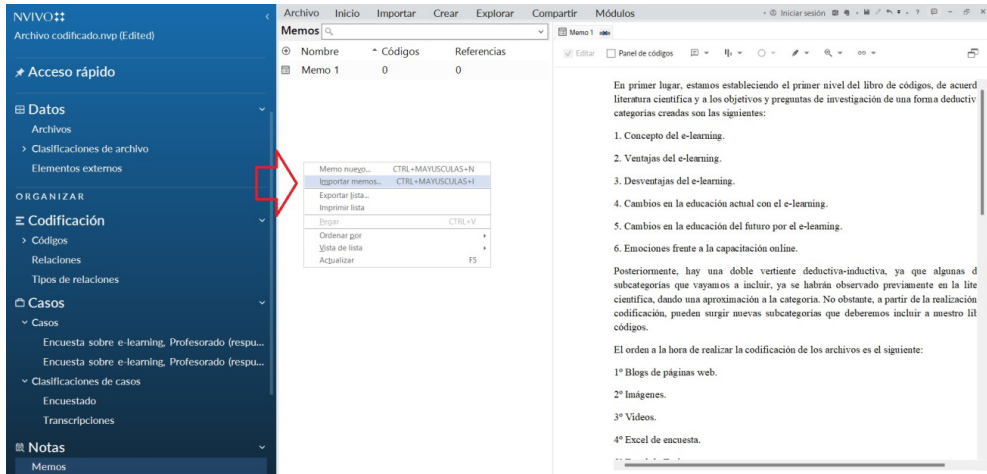 NVIVO
Archivo codificado.nvp (Edited)
Acceso rápido
Datos
Archivos
Clasificaciones de archivo
Elementos externos
ORGANIZAR
Codificación
Códigos
Relaciones
Tipos de relaciones
Casos
Casos
Encuesta sobre e-learning, Profesorado (respu...
Encuesta sobre e-learning, Profesorado (respu...
Clasificaciones de casos
Encuestado
Transcripciones
Notas
Memos
Archivo Inicio Importar Crear Explorar Compartir Módulos
Iniciar sesión
Memos
Nombre Códigos Referencias
Memo 1 0 0
Memo nuevo... CTRL+MAYUSCULAS+N
Importar memos... CTRL+MAYUSCULAS+I
Exportar lista...
Imprimir lista
Pegar CTRL+V
Ordenar por
Vista de lista
Actualizar F5
Memo 1
Editar Panel de códigos
En primer lugar, estamos estableciendo el primer nivel del libro de códigos, de acuerd
literatura científica y a los objetivos y preguntas de investigación de una forma deductiv
categorías creadas son las siguientes:
1. Concepto del e-learning.
2. Ventajas del e-learning.
3. Desventajas del e-learning.
4. Cambios en la educación actual con el e-learning.
5. Cambios en la educación del futuro por el e-learning.
6. Emociones frente a la capacitación online.
Posteriormente, hay una doble vertiente deductiva-inductiva, ya que algunas d
subcategorías que vayamos a incluir, ya se habrán observado previamente en la lite
científica, dando una aproximación a la categoría. No obstante, a partir de la realización
codificación, pueden surgir nuevas subcategorías que deberemos incluir a nuestro lib
códigos.
El orden a la hora de realizar la codificación de los archivos es el siguiente:
1º Blogs de páginas web.
2º Imágenes.
3º Videos.
4º Excel de encuesta.